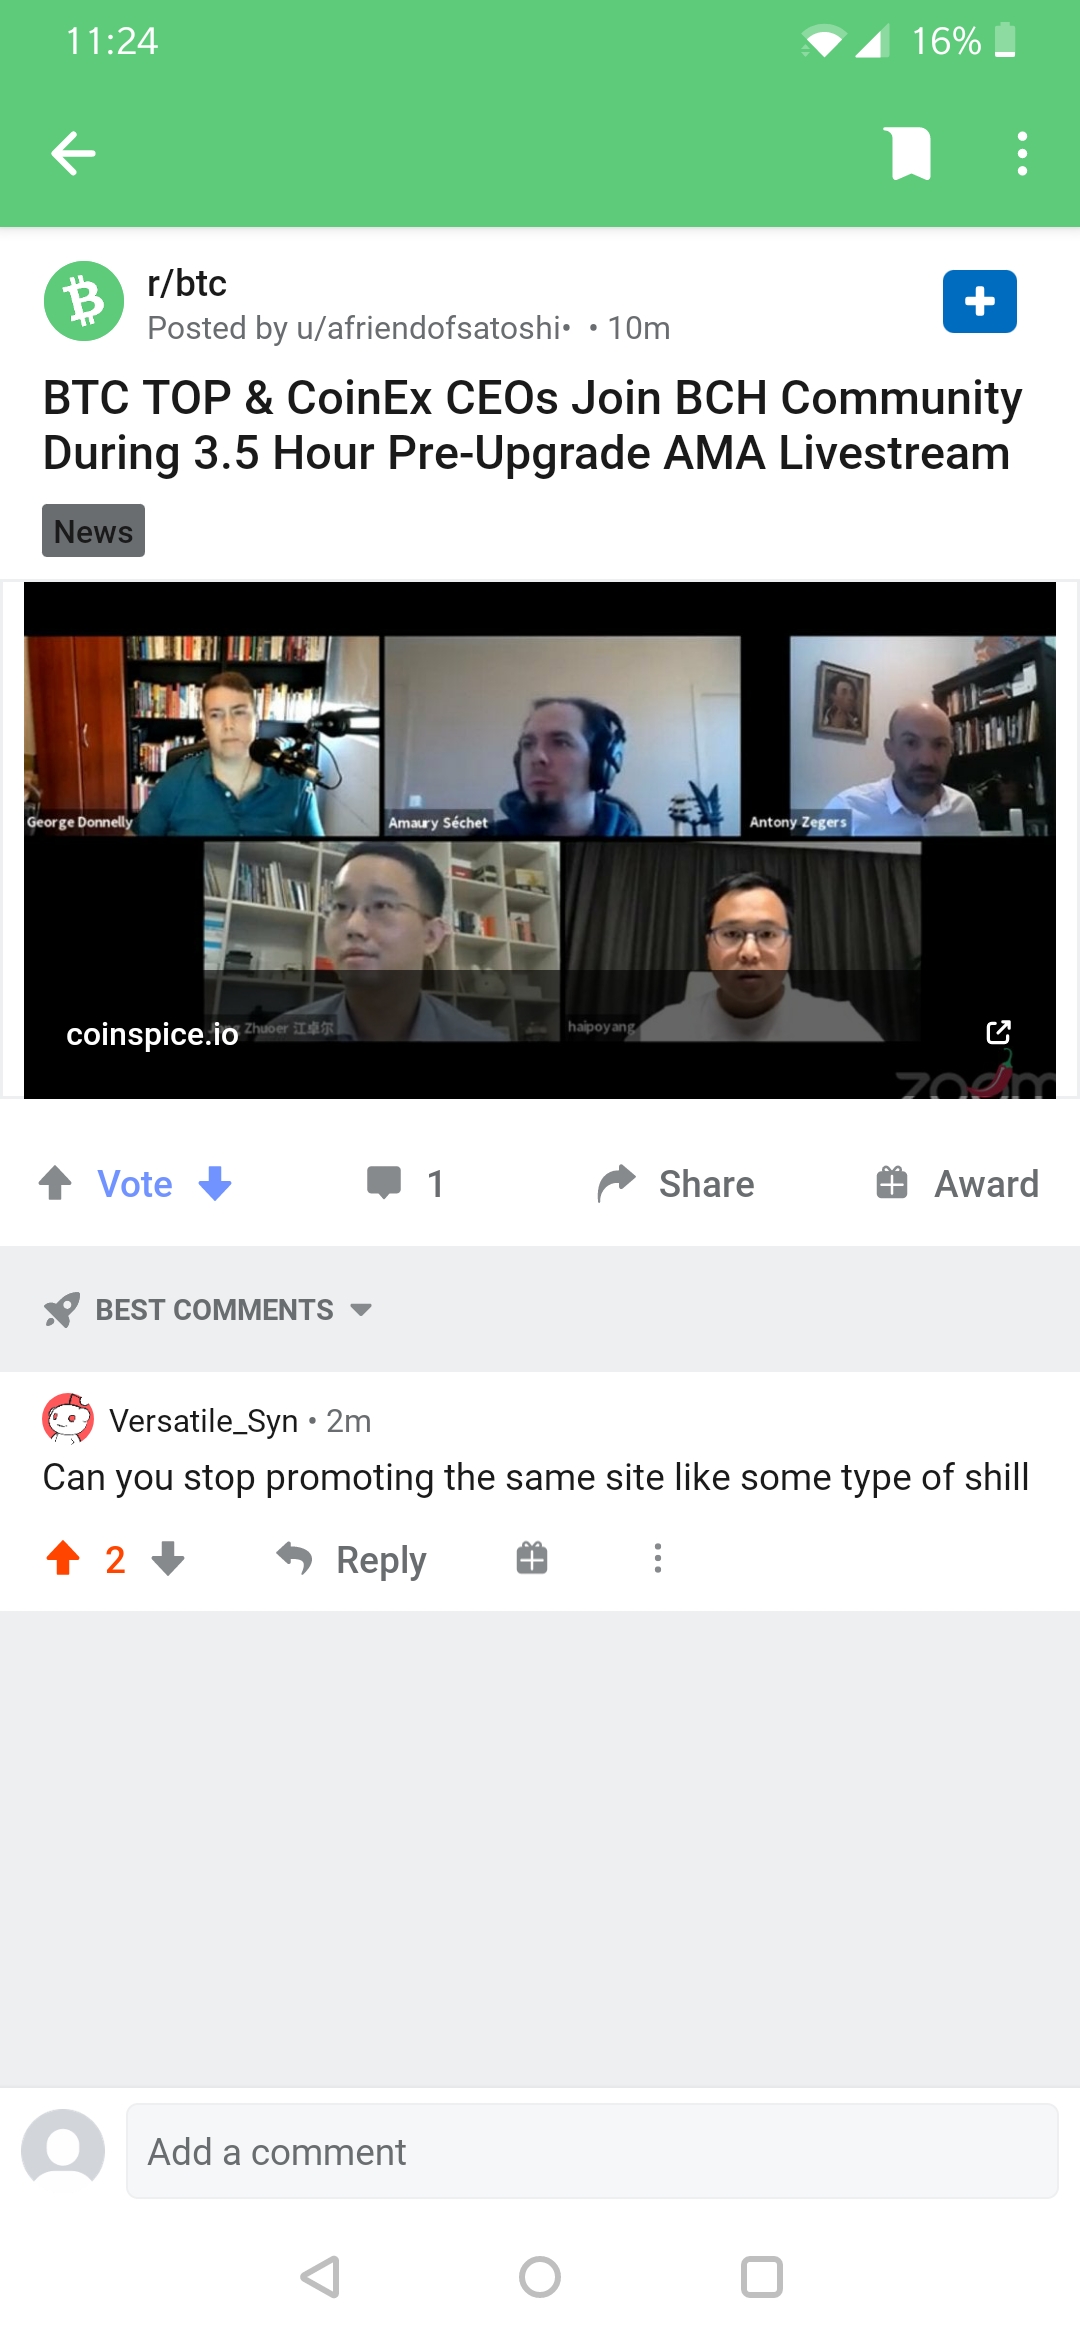 11:24
16%
r/btc
Posted by u/afriendofsatoshi• • 10m
BTC TOP & CoinEx CEOs Join BCH Community
During 3.5 Hour Pre-Upgrade AMA Livestream
News
George Donnelly
Amaury Séchet
Antony Zegers
Zhuoer 江卓尔
haipoyang
coinspice.io
zoom
Vote
1
Share
Award
BEST COMMENTS
Versatile_Syn • 2m
Can you stop promoting the same site like some type of shill
2
Reply
Add a comment